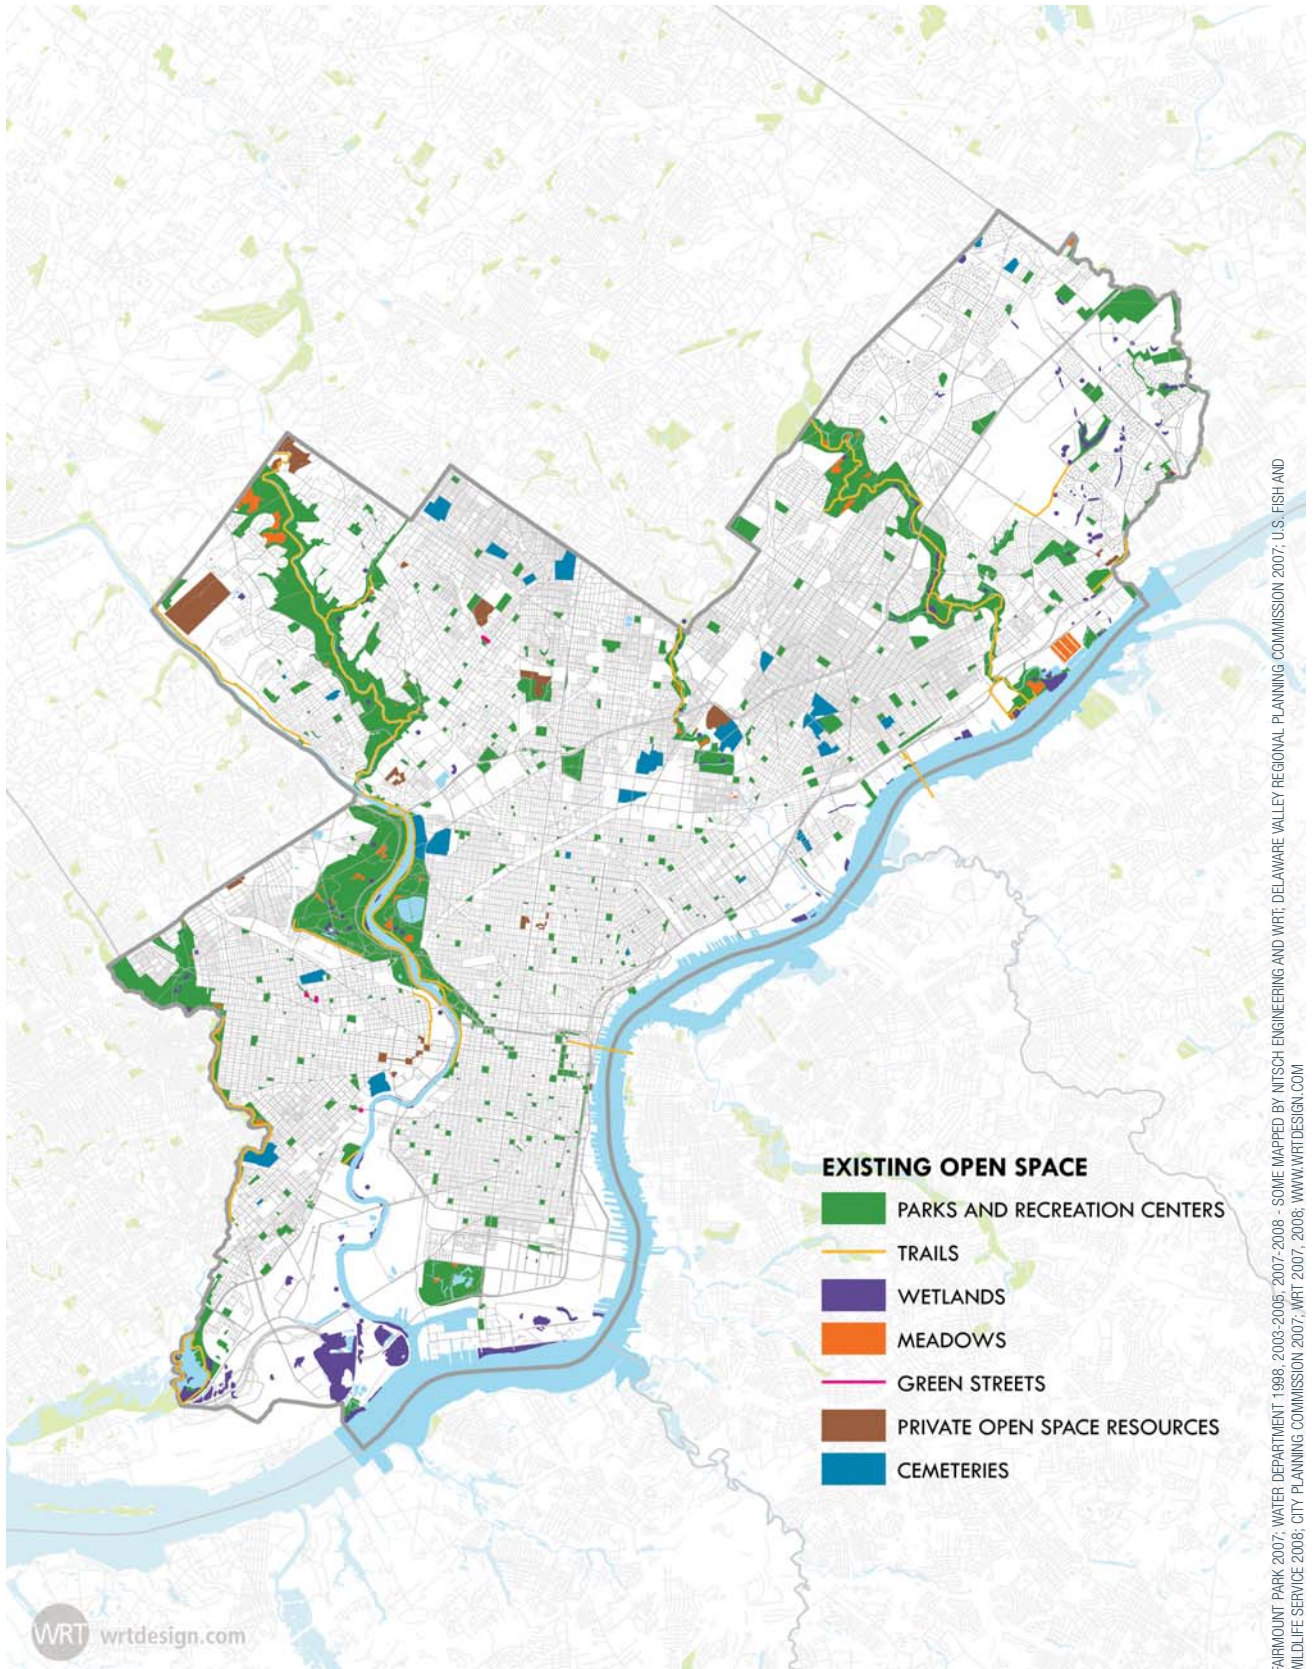 EXISTING OPEN SPACE
PARKS AND RECREATION CENTERS
TRAILS
WETLANDS
MEADOWS
GREEN STREETS
PRIVATE OPEN SPACE RESOURCES
CEMETERIES
WRT wrtdesign.com
FAIRMOUNT PARK 2007; WATER DEPARTMENT 1998, 2003-2005, 2007-2008 - SOME MAPPED BY NITSCH ENGINEERING AND WRT; DELAWARE VALLEY REGIONAL PLANNING COMMISSION 2007; U.S. FISH AND
WILDLIFE SERVICE 2008; CITY PLANNING COMMISSION 2007; WRT 2007, 2008; WWW.WRTDESIGN.COM